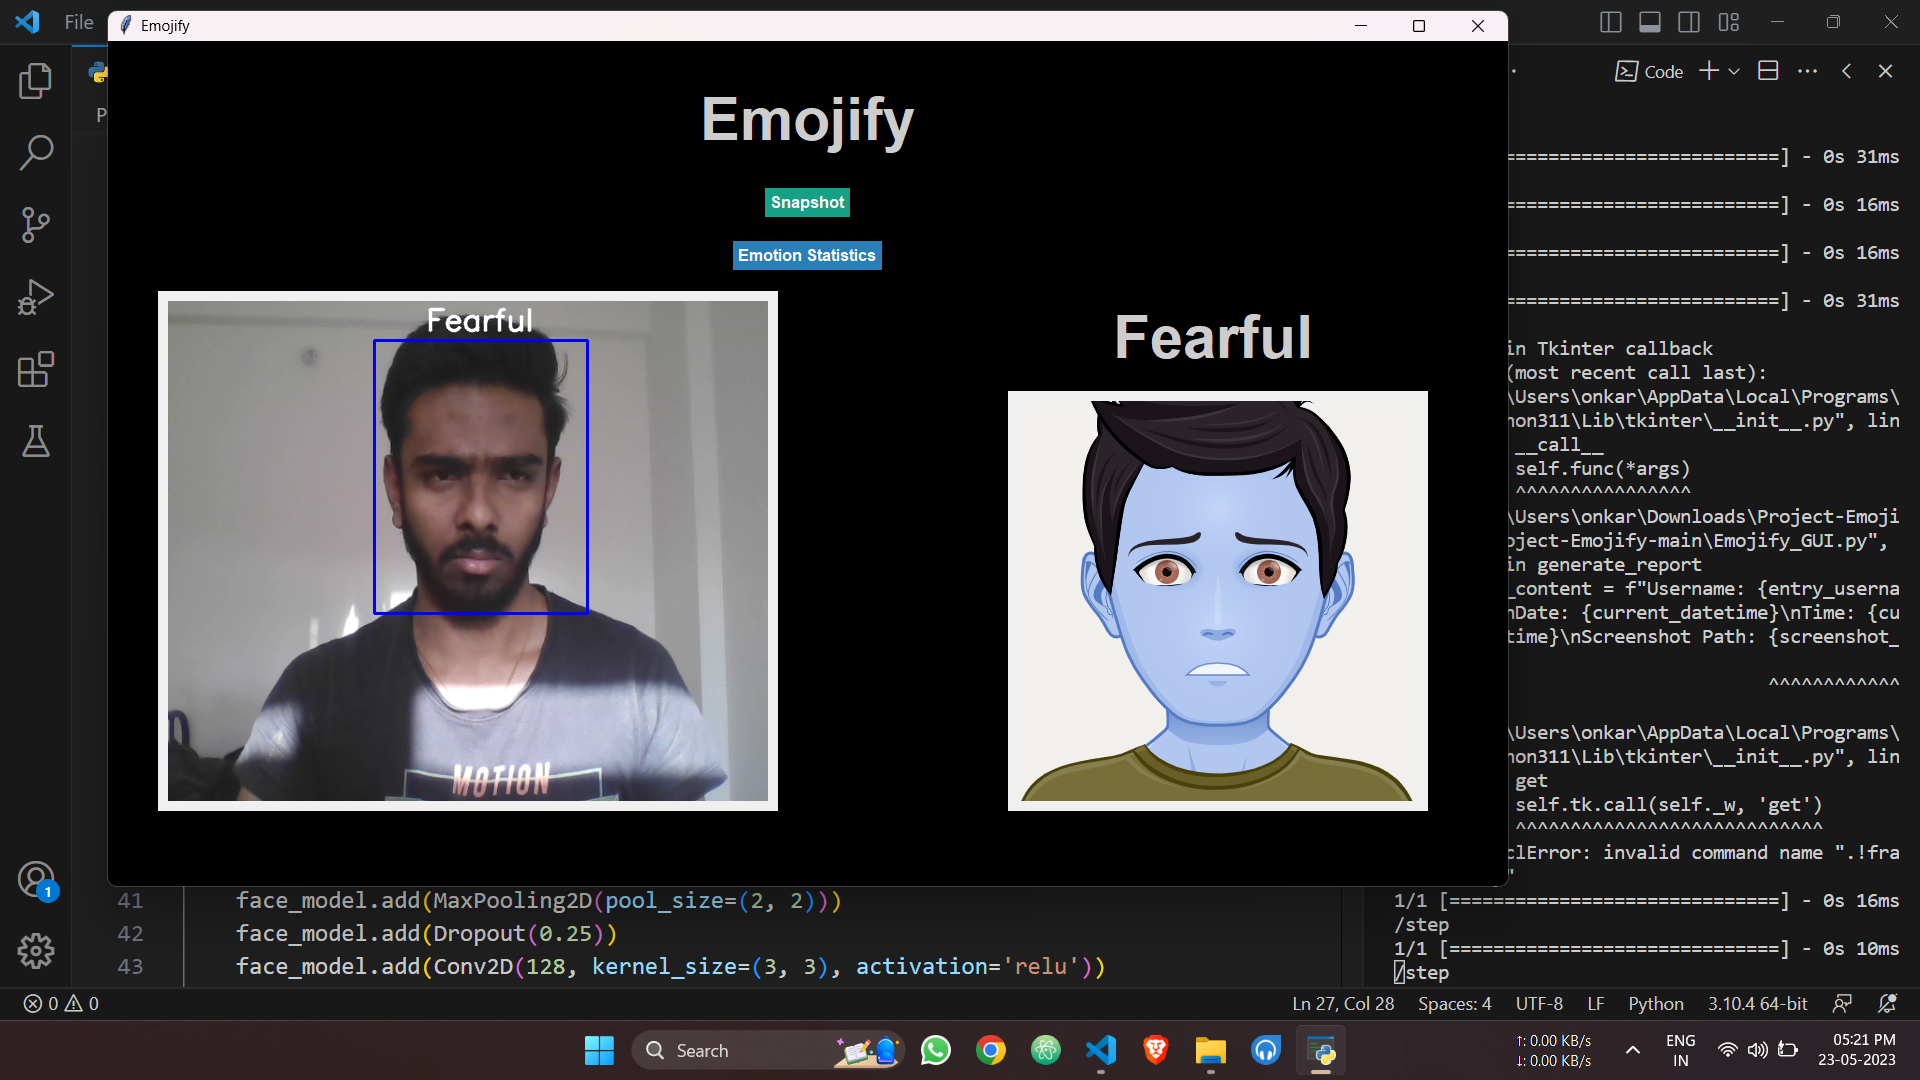 File
Emojify
P
Code
Emojify
Snapshot
Emotion Statistics
Fearful
Fearful
MOTION
=======================] - 0s 31ms
=======================] - 0s 16ms
=======================] - 0s 16ms
=======================] - 0s 31ms
in Tkinter callback
(most recent call last):
\Users\onkar\AppData\Local\Programs\
hon311\Lib\tkinter\__init__.py", lin
__call__
self.func(*args)
^^^^^^^^^^^^^^^^
\Users\onkar\Downloads\Project-Emoji
oject-Emojify-main\Emojify_GUI.py",
in generate_report
_content = f"Username: {entry_userna
nDate: {current_datetime}\nTime: {cu
time}\nScreenshot Path: {screenshot_
^^^^^^^^^^^^
\Users\onkar\AppData\Local\Programs\
hon311\Lib\tkinter\__init__.py", lin
get
self.tk.call(self._w, 'get')
^^^^^^^^^^^^^^^^^^^^^^^^^^^^
clError: invalid command name ".!fra
"
1/1 [============================] - 0s 16ms
/step
1/1 [============================] - 0s 10ms
/step
41 face_model.add(MaxPooling2D(pool_size=(2, 2)))
42 face_model.add(Dropout(0.25))
43 face_model.add(Conv2D(128, kernel_size=(3, 3), activation='relu'))
1
0 0
Ln 27, Col 28 Spaces: 4 UTF-8 LF Python 3.10.4 64-bit
Search
↑: 0.00 KB/s
↓: 0.00 KB/s
ENG
IN
05:21 PM
23-05-2023